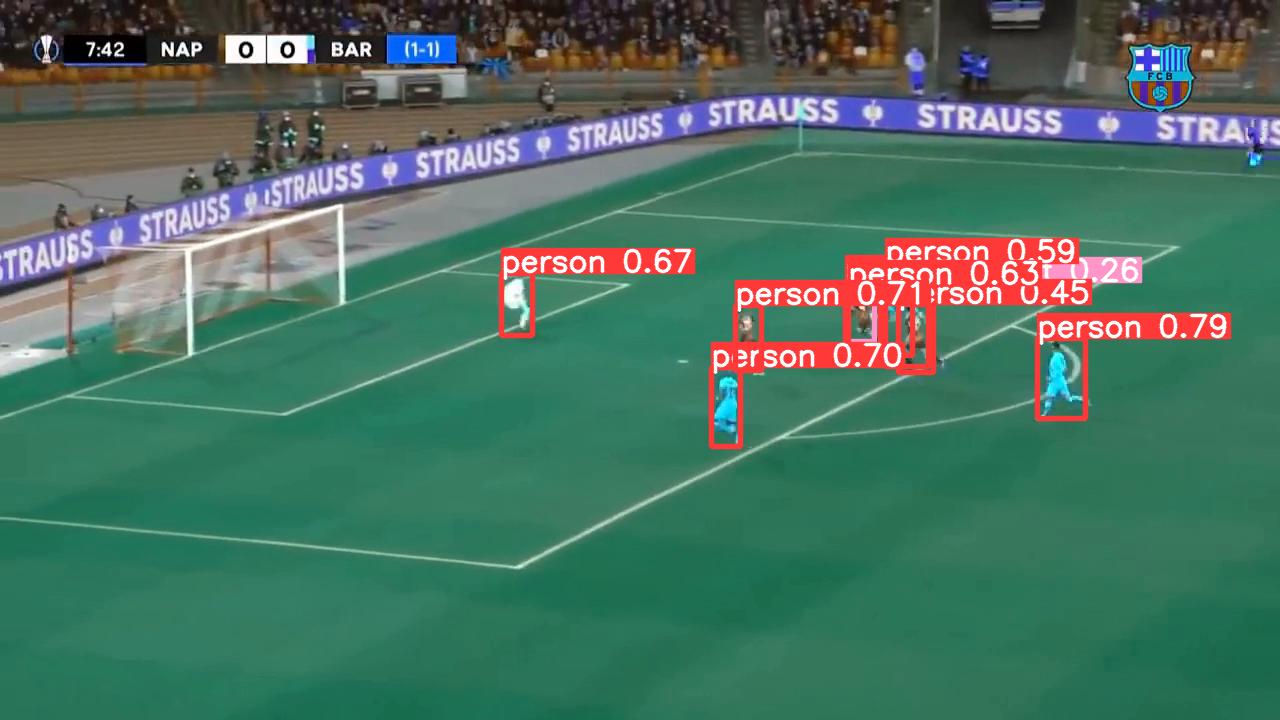 7:42 NAP 0 0 BAR (1-1)
FCB
STRAUSS STRAUSS STRAUS
STRAUSS
STRAUSS
STRAUSS
STRAUSS
STRAUSS
person 0.67
person 0.59
person 0.63
0.26
person 0.71
erson 0.45
person 0.79
person 0.70